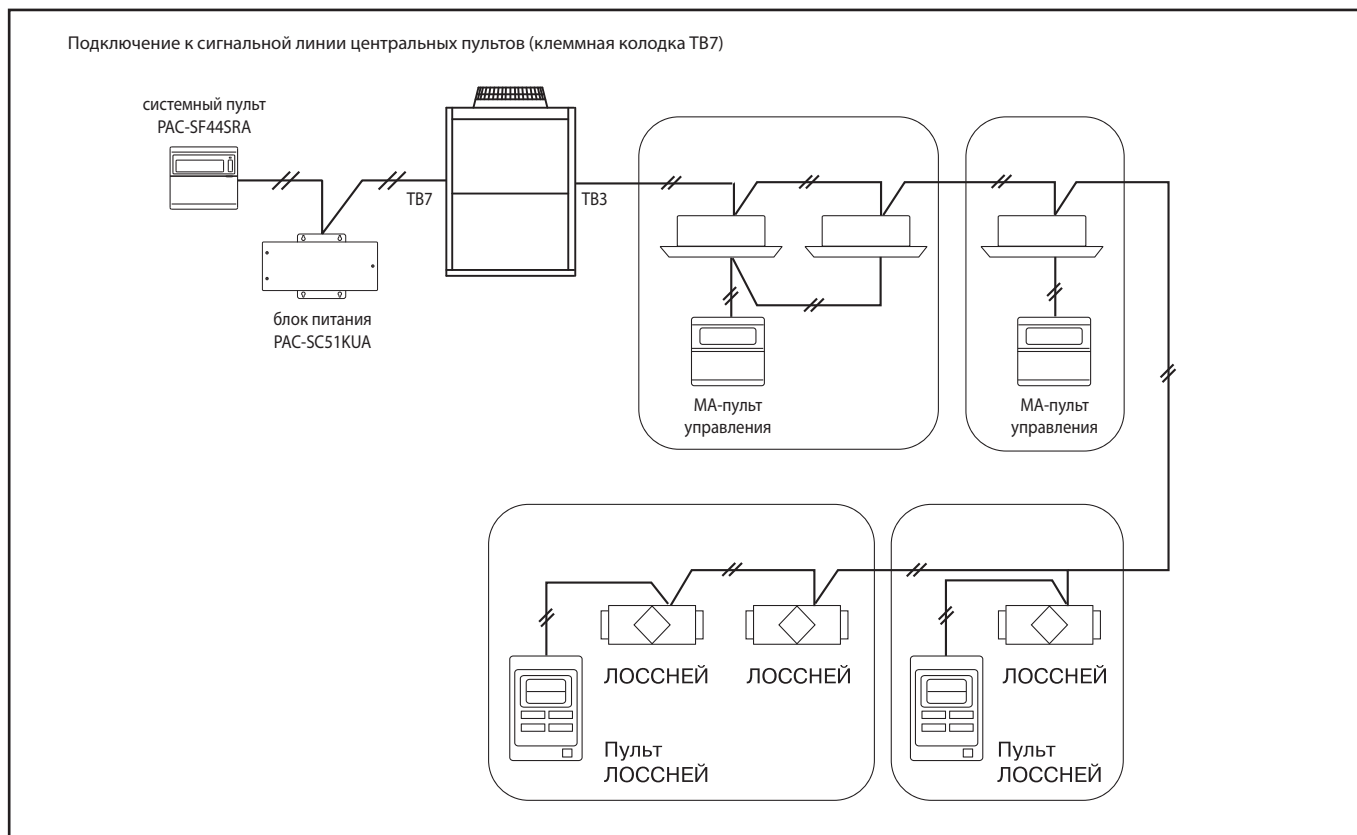 Подключение к сигнальной линии центральных пультов (клеммная колодка TB7)
системный пульт
PAC-SF44SRA
TB7
TB3
блок питания
PAC-SC51KUA
MA-пульт
управления
MA-пульт
управления
ЛОССНЕЙ
ЛОССНЕЙ
ЛОССНЕЙ
Пульт
ЛОССНЕЙ
Пульт
ЛОССНЕЙ